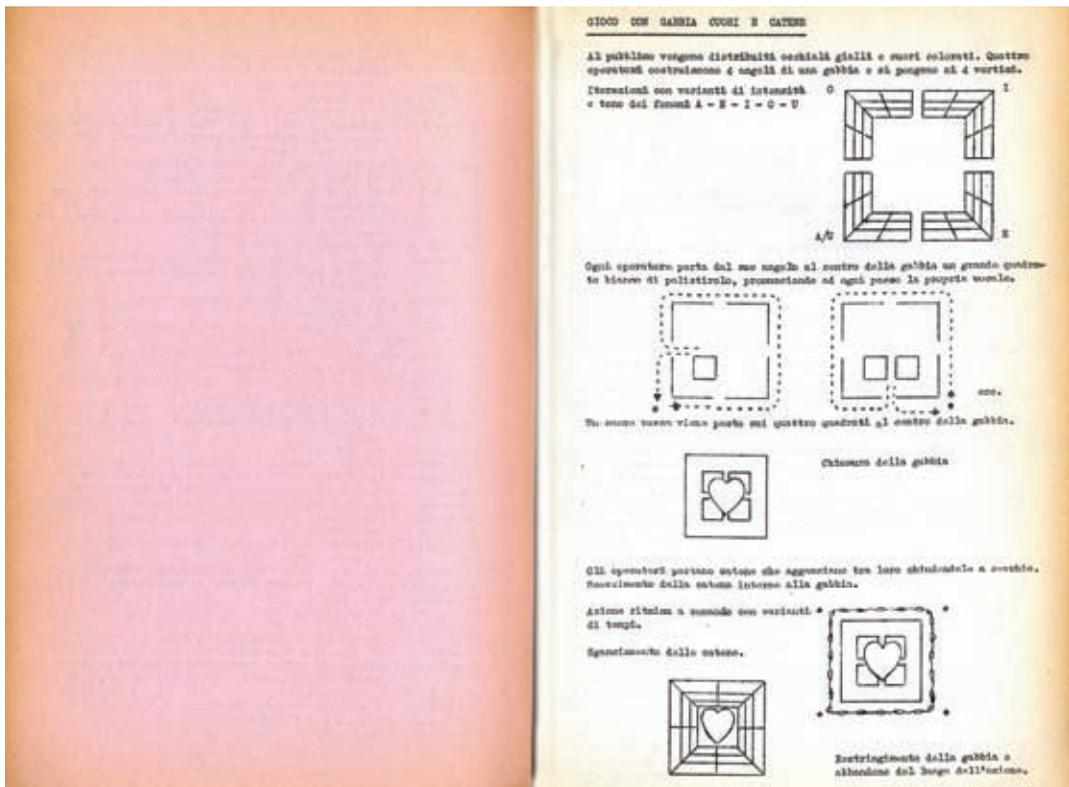 GIOCO CON GABBIA CUORI E CATENE
Al pubblico vengono distribuiti occhiali gialli e cuori colorati. Quattro
operatori costruiscono 4 angoli di una gabbia e si pongono ai 4 vertici.
Iterazioni con varianti di intensità
e tono dei fonemi A - E - I - O - U
O
I
A/U
E
Ogni operatore porta dal suo angolo al centro della gabbia un grande quadra-
to bianco di polistirolo, pronunciando ad ogni passo la propria vocale.
ecc.
Un cuore rosso viene posto sui quattro quadrati al centro della gabbia.
Chiusura della gabbia
Gli operatori portano catene che agganciano tra loro chiudendole a cerchio.
della catena intorno alla gabbia.
Azione ritmica e con varianti
di tempi.
Sganciamento delle catene.
Restringimento della gabbia e
abbandono del luogo dell'azione.